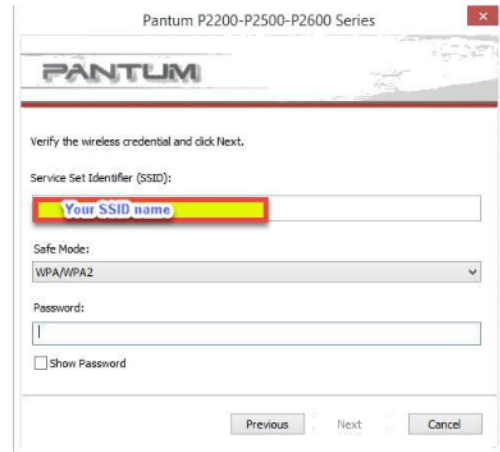 Pantum P2200-P2500-P2600 Series
PANTUM
Verify the wireless credential and click Next.
Service Set Identifier (SSID):
Your SSID name
Safe Mode:
WPA/WPA2
Password:
Show Password
Previous Next Cancel